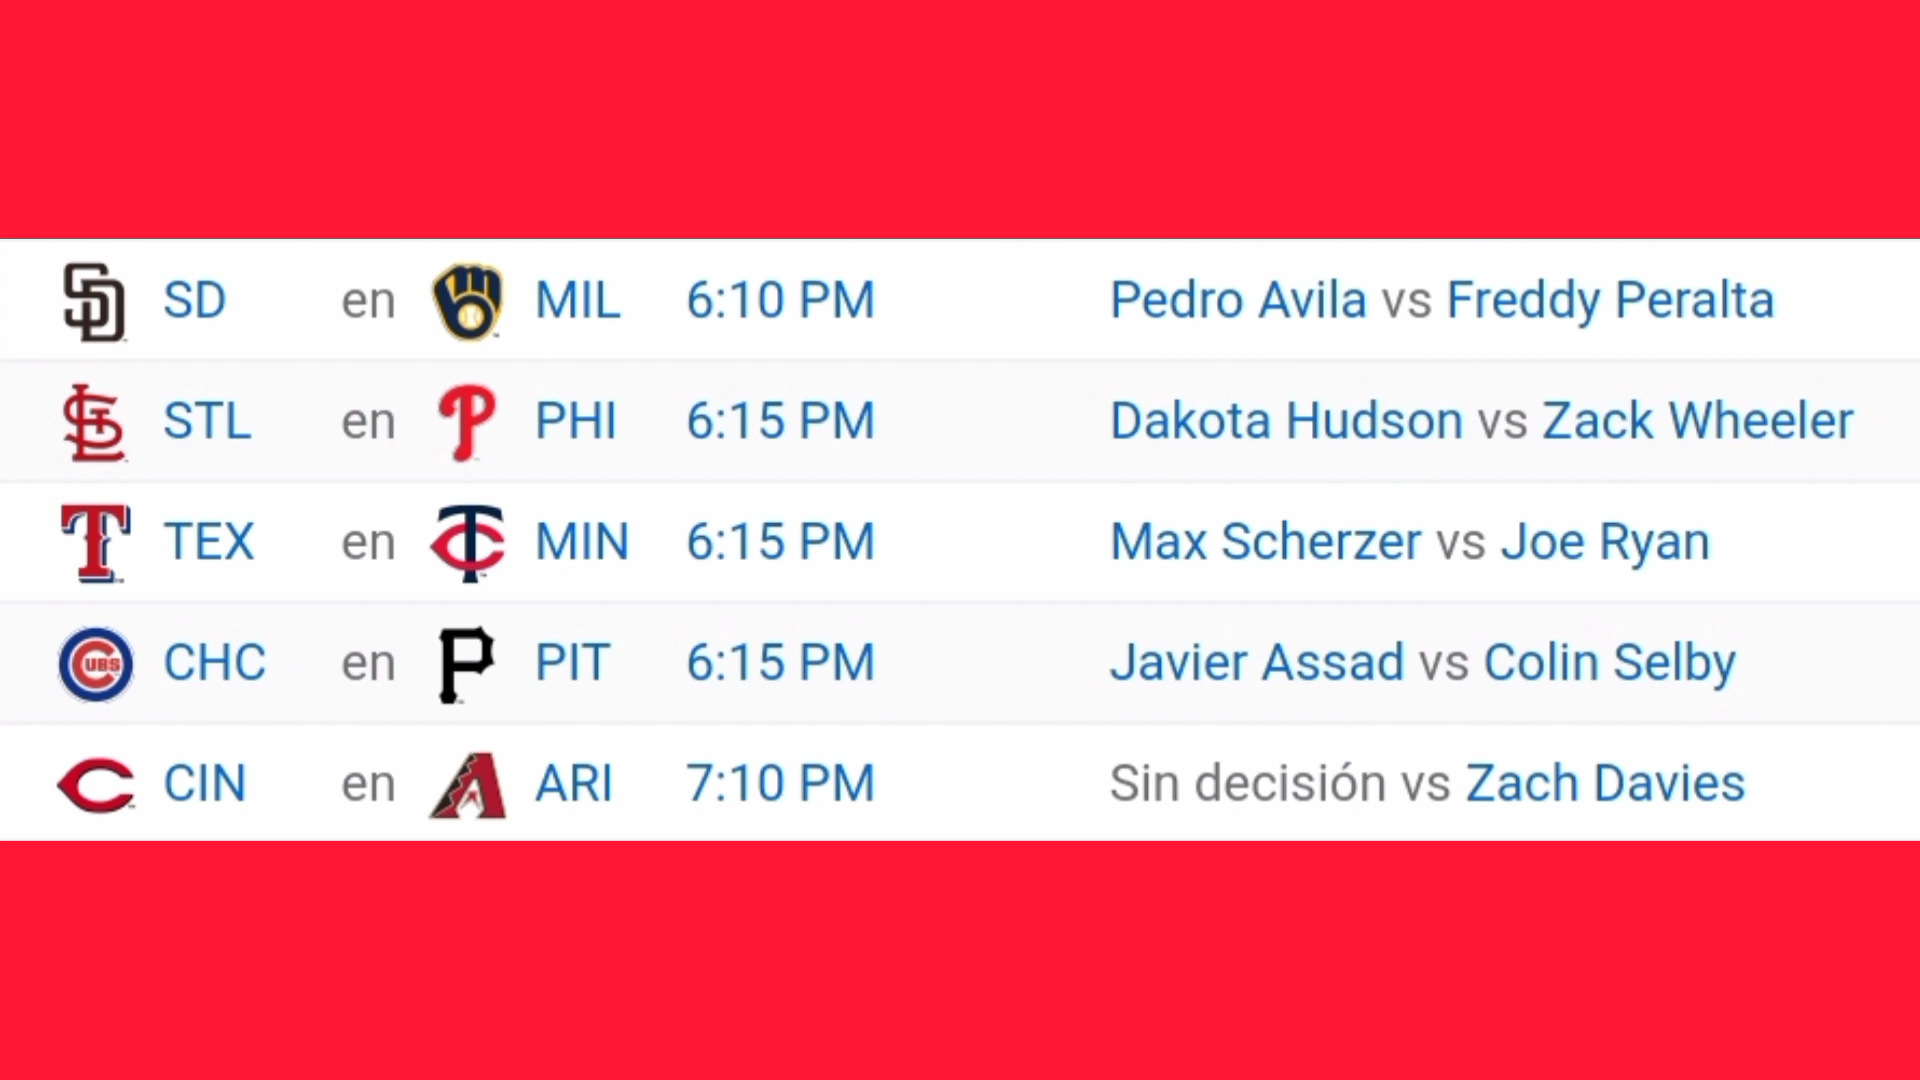 SD en MIL 6:10 PM Pedro Avila vs Freddy Peralta
STL en PHI 6:15 PM Dakota Hudson vs Zack Wheeler
TEX en MIN 6:15 PM Max Scherzer vs Joe Ryan
CUBS CHC en PIT 6:15 PM Javier Assad vs Colin Selby
CIN en ARI 7:10 PM Sin decisión vs Zach Davies